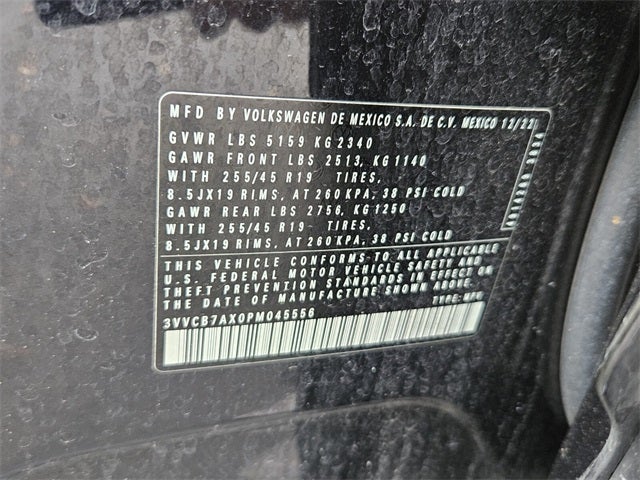 MFD BY VOLKSWAGEN DE MEXICO S.A. DE C.V. MEXICO 12/22
GVWR LBS 5159 KG 2340
GAWR FRONT LBS 2513, KG 1140
WITH 255/45 R19 TIRES,
8.5JX19 RIMS, AT 260 KPA, 38 PSI COLD
GAWR REAR LBS 2756, KG 1250
WITH 255/45 R19 TIRES,
8.5JX19 RIMS, AT 260 KPA, 38 PSI COLD
THIS VEHICLE CONFORMS TO ALL APPLICABLE
U.S. FEDERAL MOTOR VEHICLE SAFETY AND
THEFT PREVENTION STANDARDS IN EFFECT ON
THE DATE OF MANUFACTURE SHOWN ABOVE.
3VVCB7AX0PM045556 TYPE: MPV